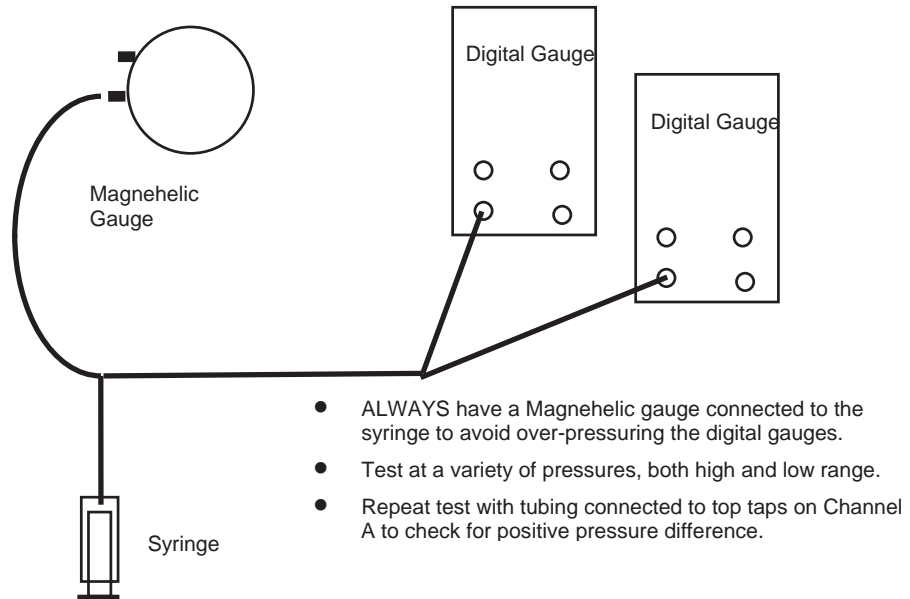 Digital Gauge
Digital Gauge
Magnehelic
Gauge
● ALWAYS have a Magnehelic gauge connected to the
syringe to avoid over-pressuring the digital gauges.
● Test at a variety of pressures, both high and low range.
● Repeat test with tubing connected to top taps on Channel
A to check for positive pressure difference.
Syringe